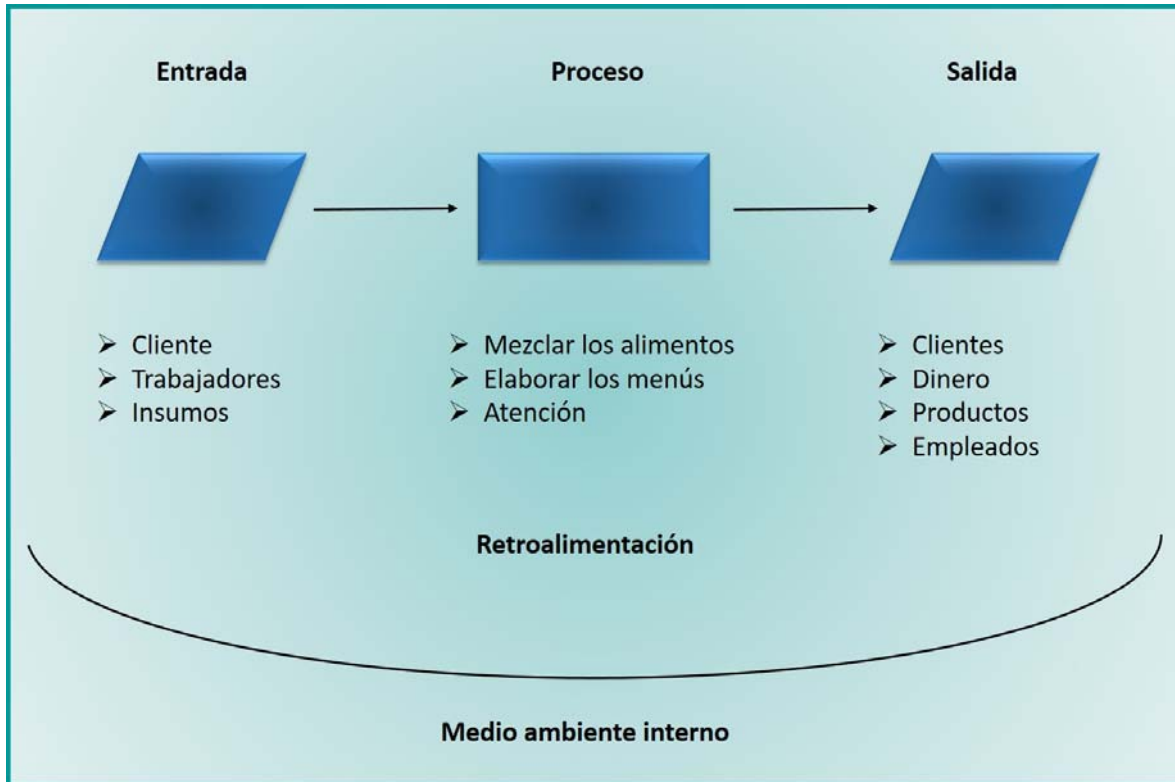 Entrada
Proceso
Salida
➢ Cliente
➢ Trabajadores
➢ Insumos
➢ Mezclar los alimentos
➢ Elaborar los menús
➢ Atención
➢ Clientes
➢ Dinero
➢ Productos
➢ Empleados
Retroalimentación
Medio ambiente interno